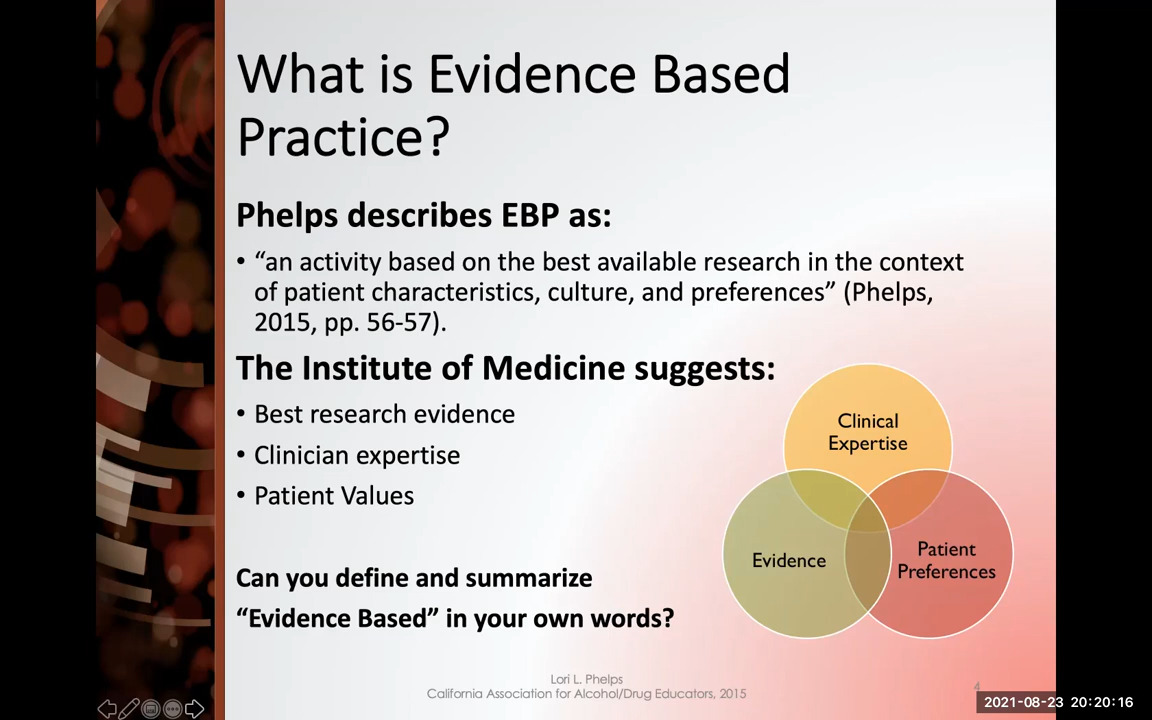 What is Evidence Based
Practice?
Phelps describes EBP as:
• “an activity based on the best available research in the context
of patient characteristics, culture, and preferences” (Phelps,
2015, pp. 56-57).
The Institute of Medicine suggests:
• Best research evidence
• Clinician expertise
• Patient Values
Clinical
Expertise
Evidence
Patient
Preferences
Can you define and summarize
“Evidence Based” in your own words?
Lori L. Phelps
California Association for Alcohol/Drug Educators, 2015
4
2021-08-23 20:20:16